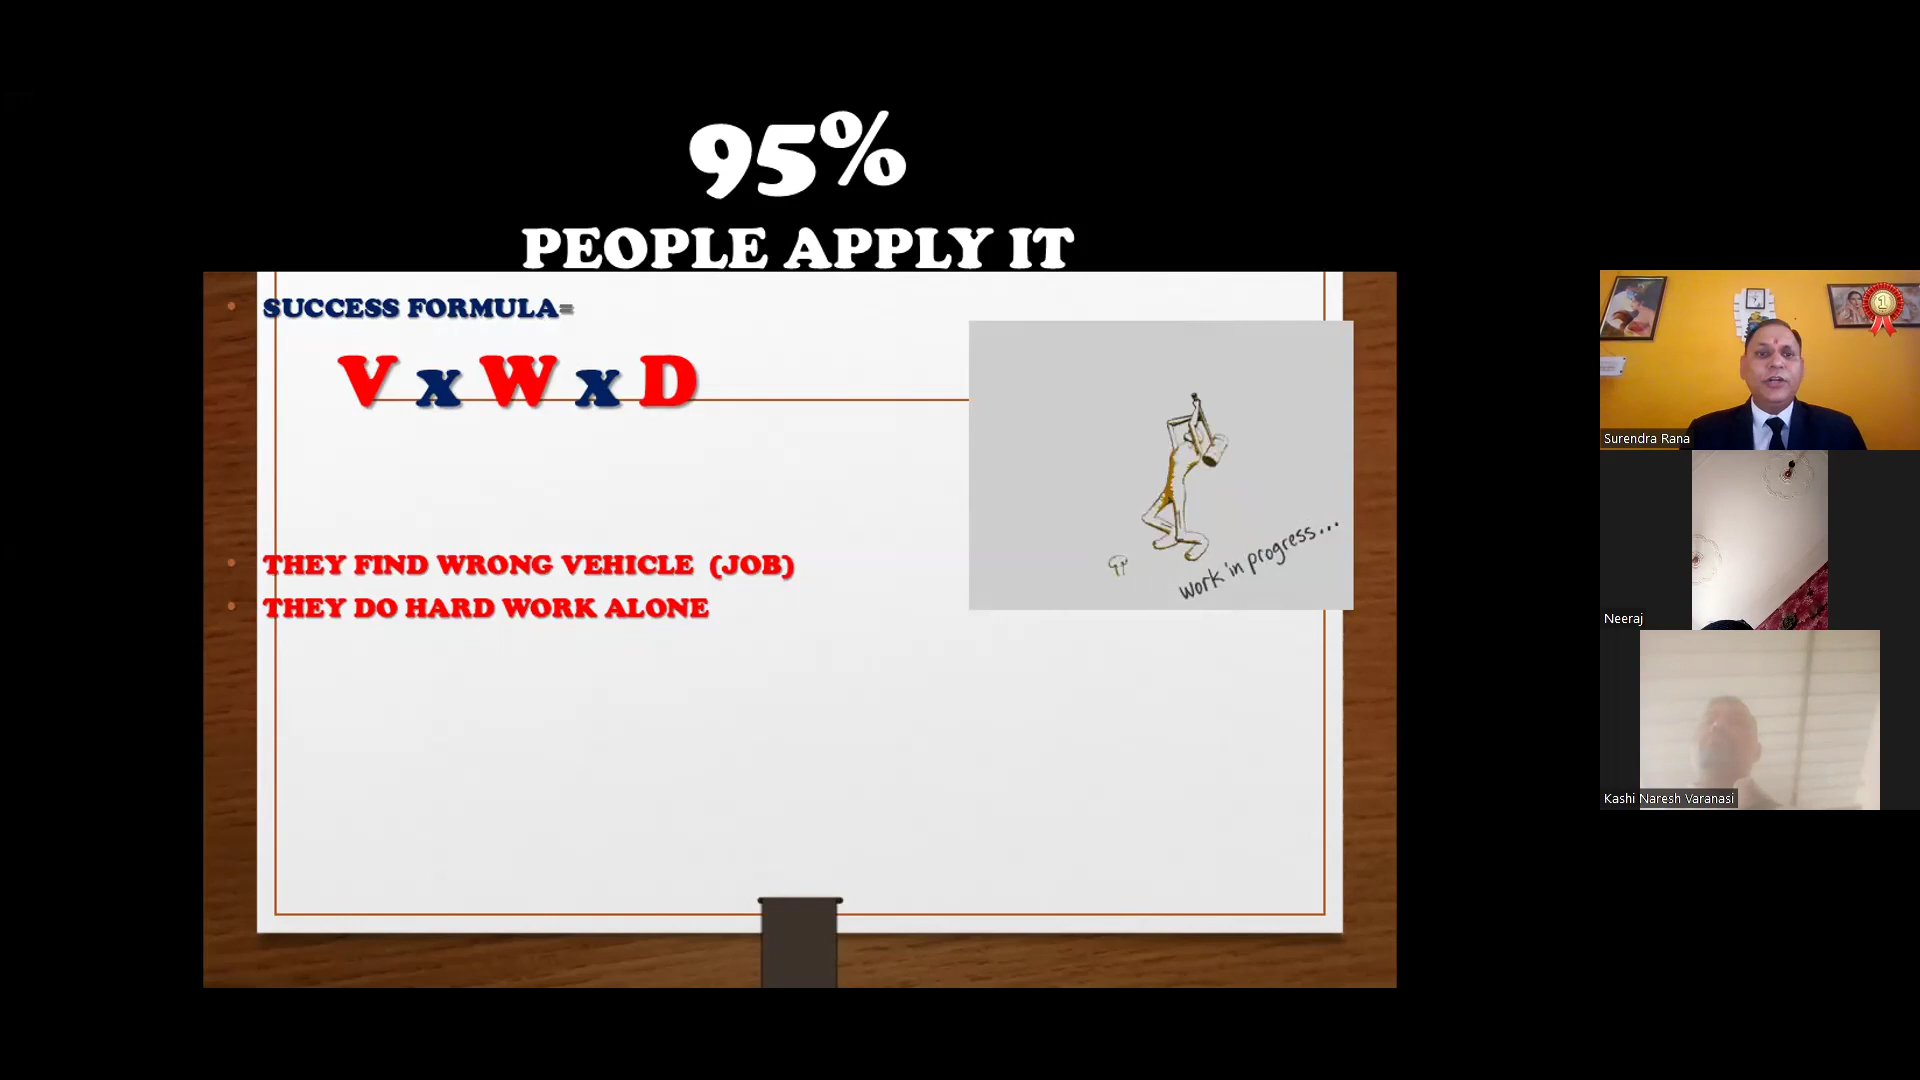 95%
PEOPLE APPLY IT
SUCCESS FORMULA=
V x W x D
THEY FIND WRONG VEHICLE (JOB)
THEY DO HARD WORK ALONE
work in progress...
1
Surendra Rana
Neeraj
Kashi Naresh Varanasi